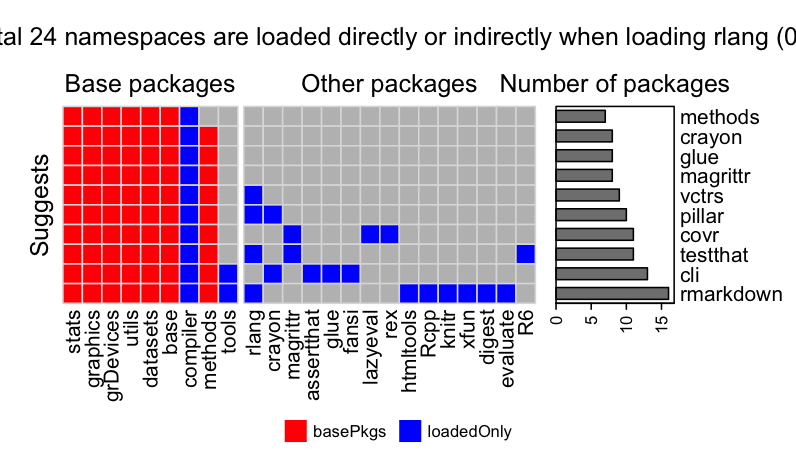 tal 24 namespaces are loaded directly or indirectly when loading rlang (0
Base packages
Other packages
Number of packages
Suggests
methods
crayon
glue
magrittr
vctrs
pillar
covr
testthat
cli
rmarkdown
0
5
10
15
stats
graphics
grDevices
utils
datasets
base
compiler
methods
tools
rlang
crayon
magrittr
assertthat
glue
fansi
lazyeval
rex
htmltools
Rcpp
knitr
xfun
digest
evaluate
R6
basePkgs
loadedOnly